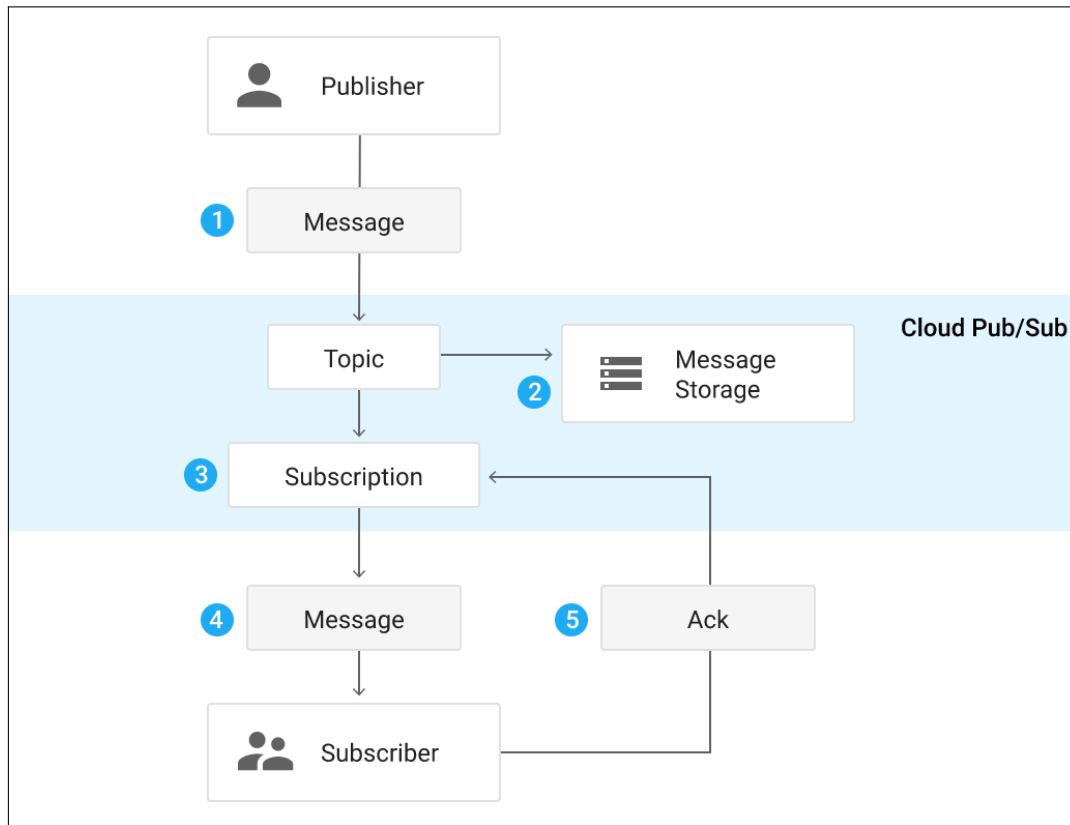 Publisher
1
Message
Cloud Pub/Sub
Topic
2
Message
Storage
3
Subscription
4
Message
5
Ack
Subscriber